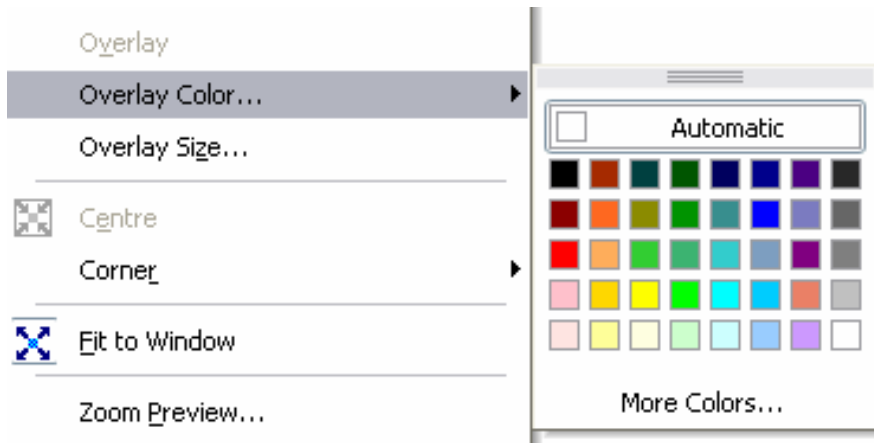 Overlay
Overlay Color...
Overlay Size...
Centre
Corner
Fit to Window
Zoom Preview...
Automatic
More Colors...